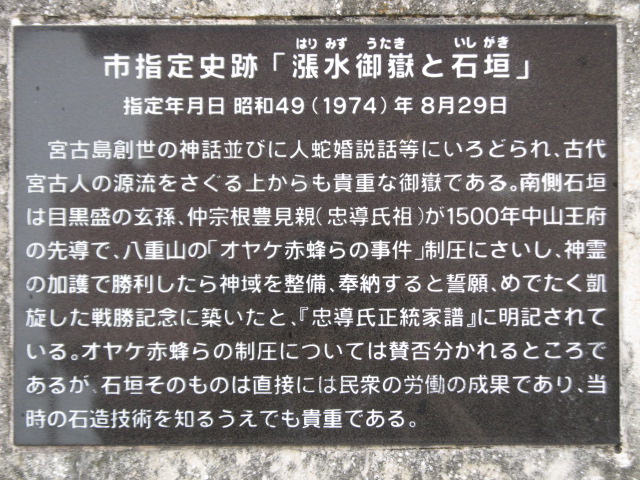 はりみず うたき いしがき
市指定史跡「漲水御嶽と石垣」
指定年月日 昭和49（1974）年 8月29日
宮古島創世の神話並びに人蛇婚説話等にいろどられ、古代
宮古人の源流をさぐる上からも貴重な御嶽である。南側石垣
は目黒盛の玄孫、仲宗根豊見親（忠導氏祖）が1500年中山王府
の先導で、八重山の「オヤケ赤蜂らの事件」制圧にさいし、神霊
の加護で勝利したら神域を整備、奉納すると誓願、めでたく凱
旋した戦勝記念に築いたと、『忠導氏正統家譜』に明記されて
いる。オヤケ赤蜂らの制圧については賛否分かれるところで
あるが、石垣そのものは直接には民衆の労働の成果であり、当
時の石造技術を知るうえでも貴重である。